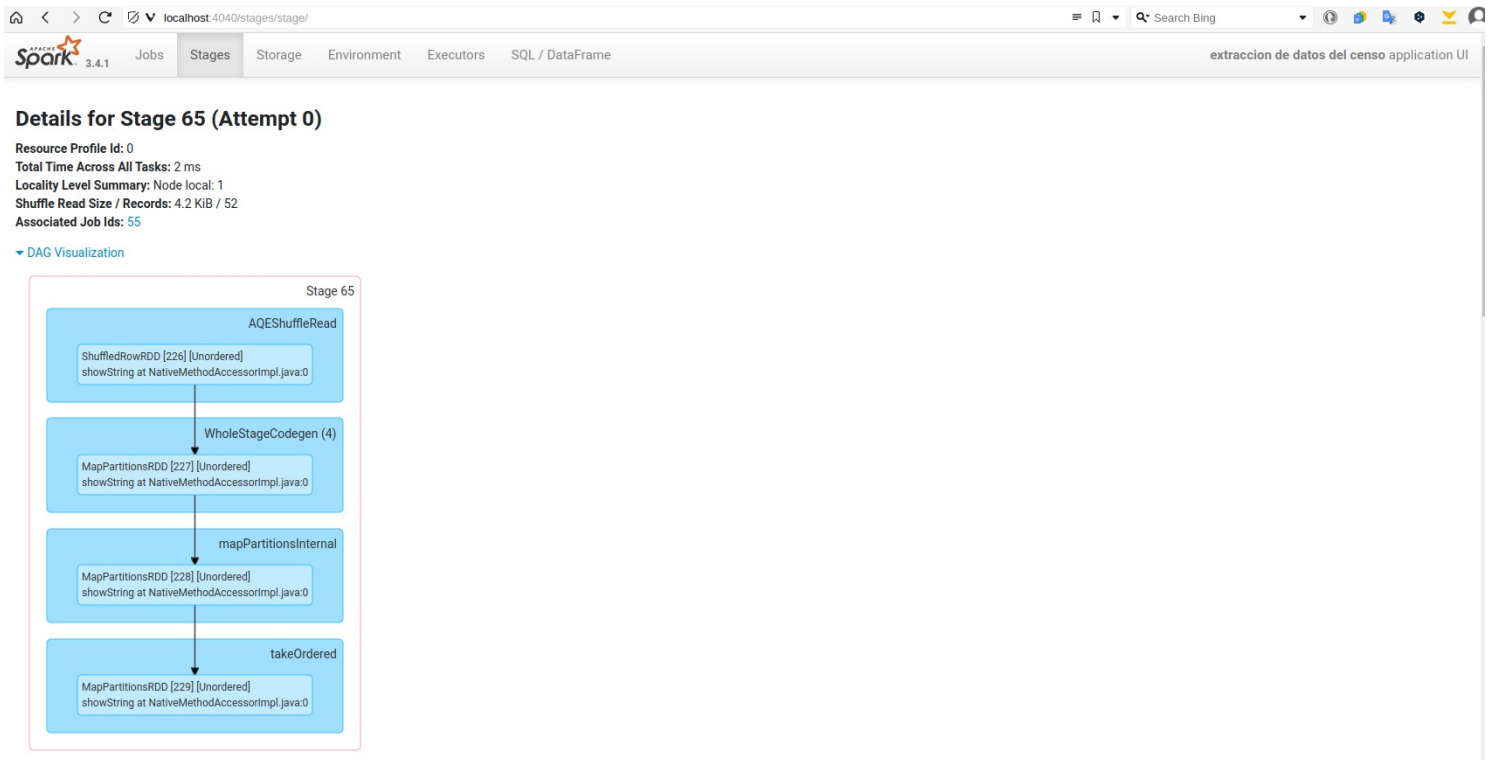 localhost:4040/stages/stage/
Search Bing
APACHE Spark 3.4.1
Jobs Stages Storage Environment Executors SQL / DataFrame
extraccion de datos del censo application UI
Details for Stage 65 (Attempt 0)
Resource Profile Id: 0
Total Time Across All Tasks: 2 ms
Locality Level Summary: Node local: 1
Shuffle Read Size / Records: 4.2 KiB / 52
Associated Job Ids: 55
DAG Visualization
Stage 65
AQEShuffleRead
ShuffledRowRDD [226] [Unordered]
showString at NativeMethodAccessorImpl.java:0
WholeStageCodegen (4)
MapPartitionsRDD [227] [Unordered]
showString at NativeMethodAccessorImpl.java:0
mapPartitionsInternal
MapPartitionsRDD [228] [Unordered]
showString at NativeMethodAccessorImpl.java:0
takeOrdered
MapPartitionsRDD [229] [Unordered]
showString at NativeMethodAccessorImpl.java:0